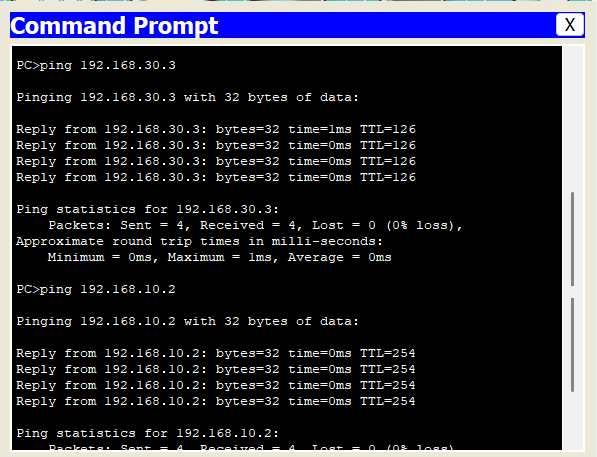 Command Prompt
X
PC>ping 192.168.30.3
Pinging 192.168.30.3 with 32 bytes of data:
Reply from 192.168.30.3: bytes=32 time=1ms TTL=126
Reply from 192.168.30.3: bytes=32 time=0ms TTL=126
Reply from 192.168.30.3: bytes=32 time=0ms TTL=126
Reply from 192.168.30.3: bytes=32 time=0ms TTL=126
Ping statistics for 192.168.30.3:
    Packets: Sent = 4, Received = 4, Lost = 0 (0% loss),
Approximate round trip times in milli-seconds:
    Minimum = 0ms, Maximum = 1ms, Average = 0ms
PC>ping 192.168.10.2
Pinging 192.168.10.2 with 32 bytes of data:
Reply from 192.168.10.2: bytes=32 time=0ms TTL=254
Reply from 192.168.10.2: bytes=32 time=0ms TTL=254
Reply from 192.168.10.2: bytes=32 time=0ms TTL=254
Reply from 192.168.10.2: bytes=32 time=0ms TTL=254
Ping statistics for 192.168.10.2:
    Packets: Sent = 4, Received = 4, Lost = 0 (0% loss),